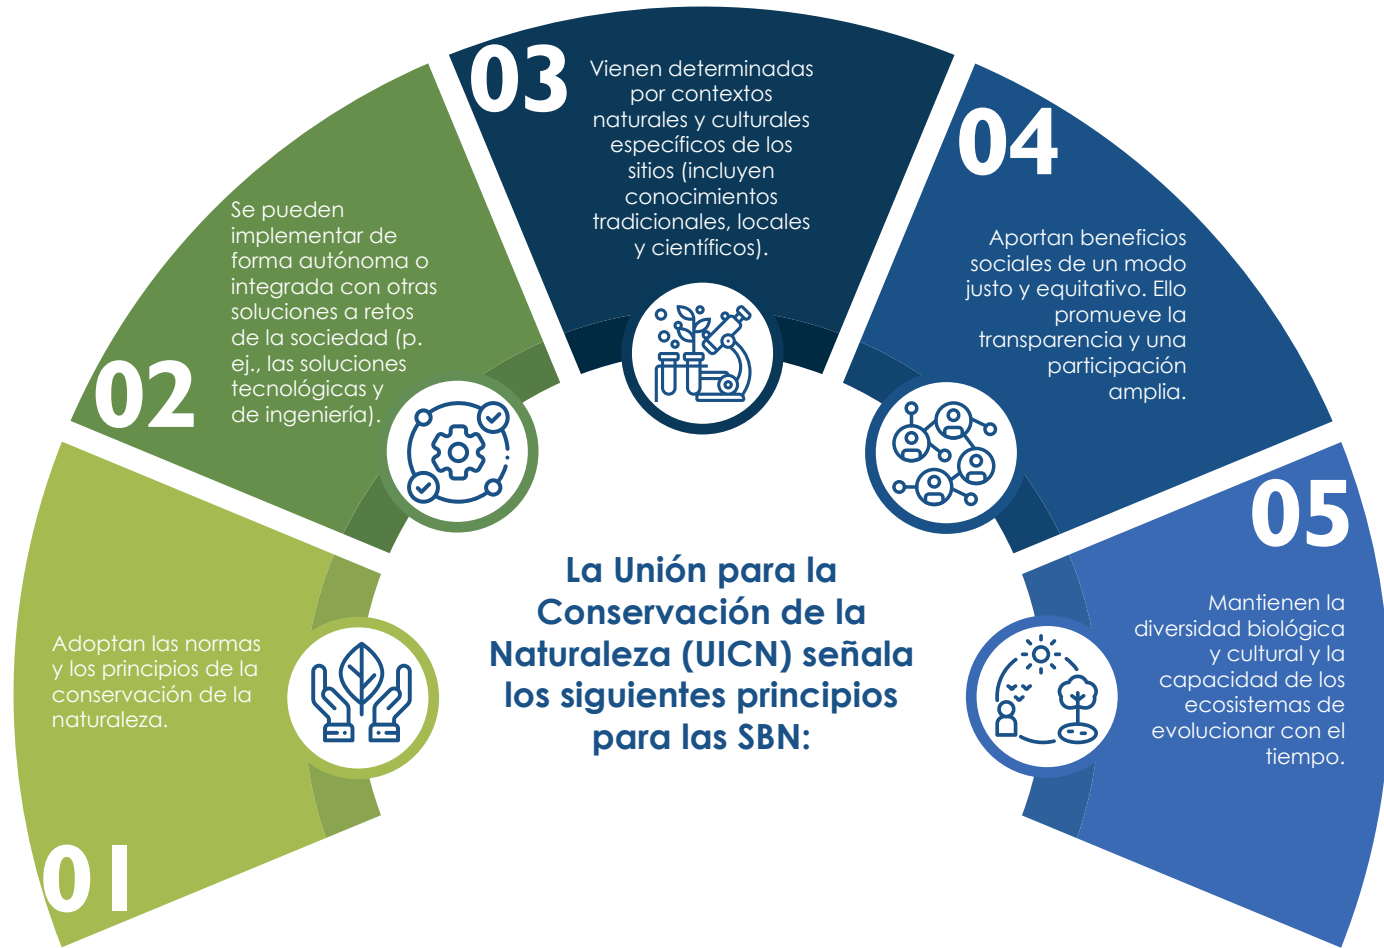 La Unión para la
Conservación de la
Naturaleza (UICN) señala
los siguientes principios
para las SBN:
01
Adoptan las normas
y los principios de la
conservación de la
naturaleza.
02
Se pueden
implementar de
forma autónoma o
integrada con otras
soluciones a retos
de la sociedad (p.
ej., las soluciones
tecnológicas y
de ingeniería).
03
Vienen determinadas
por contextos
naturales y culturales
específicos de los
sitios (incluyen
conocimientos
tradicionales, locales
y científicos).
04
Aportan beneficios
sociales de un modo
justo y equitativo. Ello
promueve la
transparencia y una
participación
amplia.
05
Mantienen la
diversidad biológica
y cultural y la
capacidad de los
ecosistemas de
evolucionar con el
tiempo.